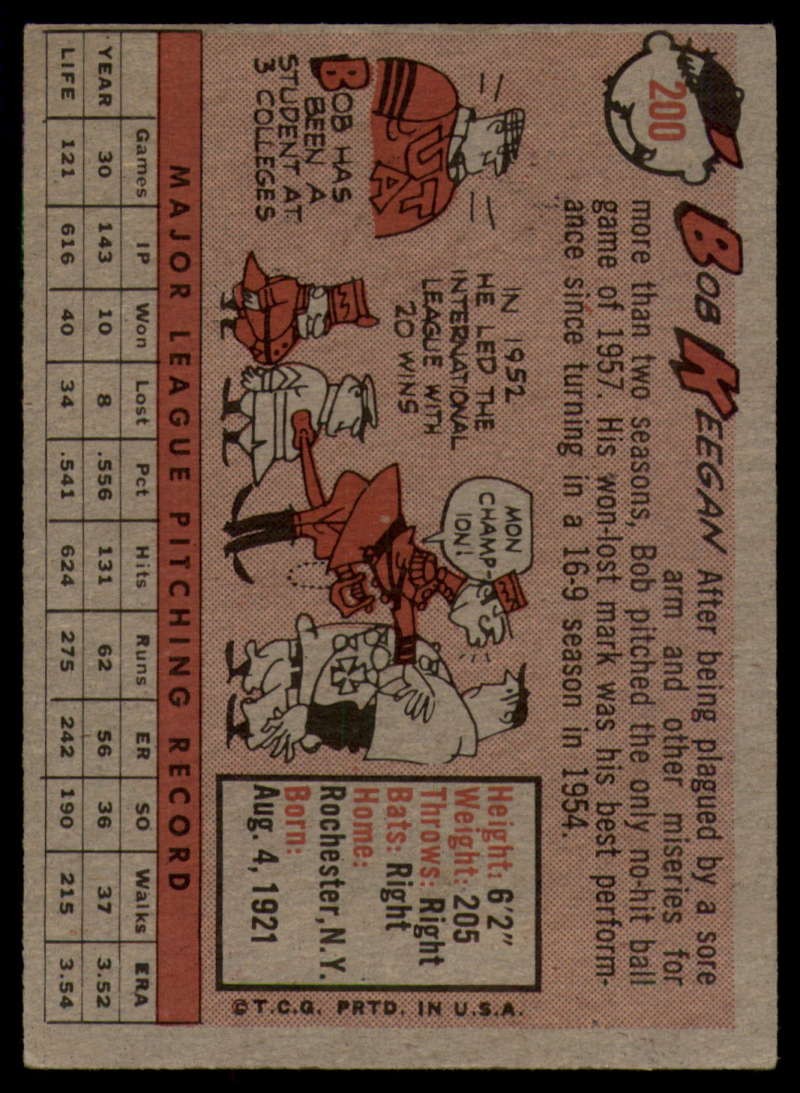 200
BOB KEEGAN
After being plagued by a sore
arm and other miseries for
more than two seasons, Bob pitched the only no-hit ball
game of 1957. His won-lost mark was his best perform-
ance since turning in a 16-9 season in 1954.
UTA
BOB HAS
BEEN A
STUDENT AT
3 COLLEGES
IN 1952
HE LED THE
INTERNATIONAL
LEAGUE WITH
20 WINS
MON
CHAMP-
ION!
Height: 6'2"
Weight: 205
Throws: Right
Bats: Right
Home:
Rochester, N.Y.
Born:
Aug. 4, 1921
©T.C.G. PRTD. IN U.S.A.
MAJOR LEAGUE PITCHING RECORD
Games IP Won Lost Pct Hits Runs ER SO Walks ERA
YEAR 30 143 10 8 .556 131 62 56 36 37 3.52
LIFE 121 616 40 34 .541 624 275 242 190 215 3.54